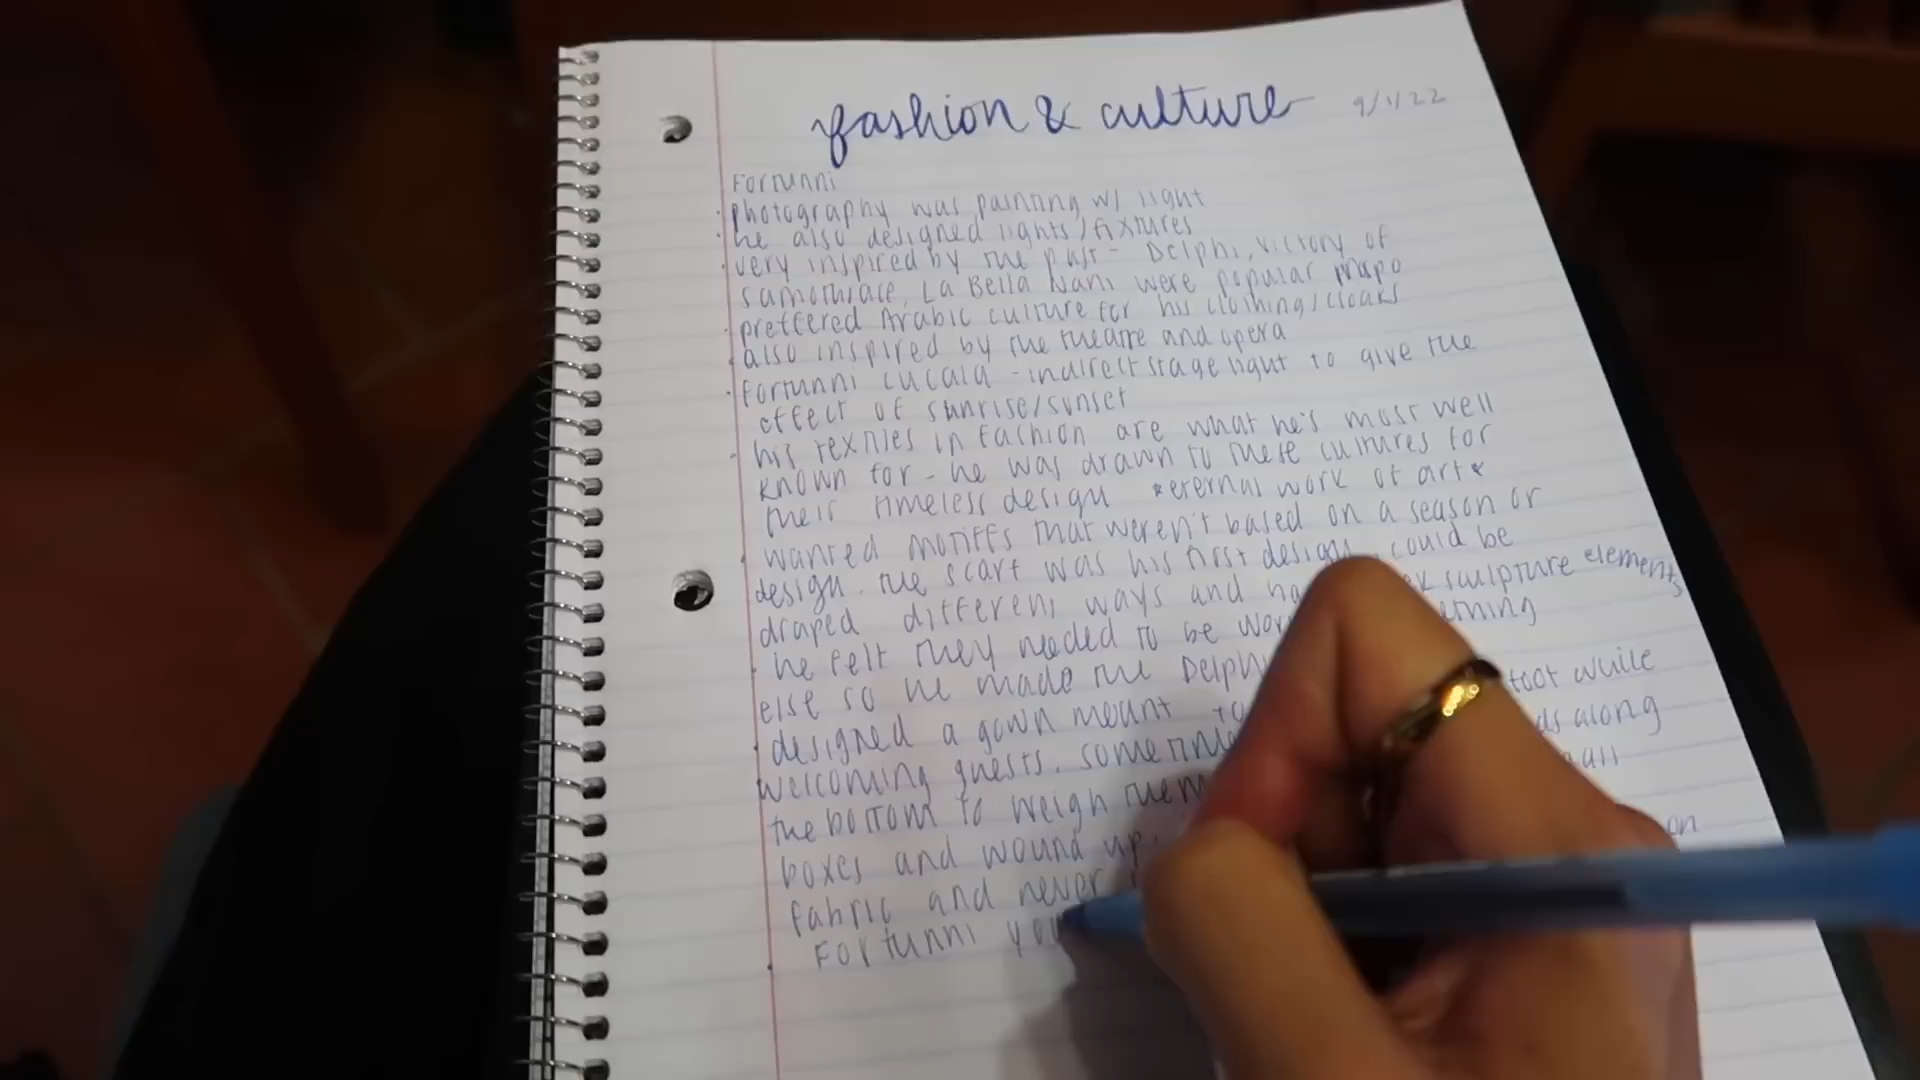 fashion & culture 9/1/22
Fortunni
photography was painting w/ light
he also designed lights/fixtures
very inspired by the past - Delphi, victory of
samothrace, La Bella Nani were popular
preffered Arabic culture for his clothing/cloaks
also inspired by the theatre and opera
Fortunni cucala - indirect stage light to give the
effect of sunrise/sunset
his textiles in fashion are what he's most well
known for - he was drawn to these cultures for
their timeless design *eternal work of art*
wanted motiffs that weren't based on a season or
design. the scarf was his first design could be
draped different ways and sculpture elements
he felt they needed to be
else so he made the
designed a gown meant foot while
welcoming guests. along
the bottom to weigh them
boxes and wound up. on
fabric and never
Fortunni you